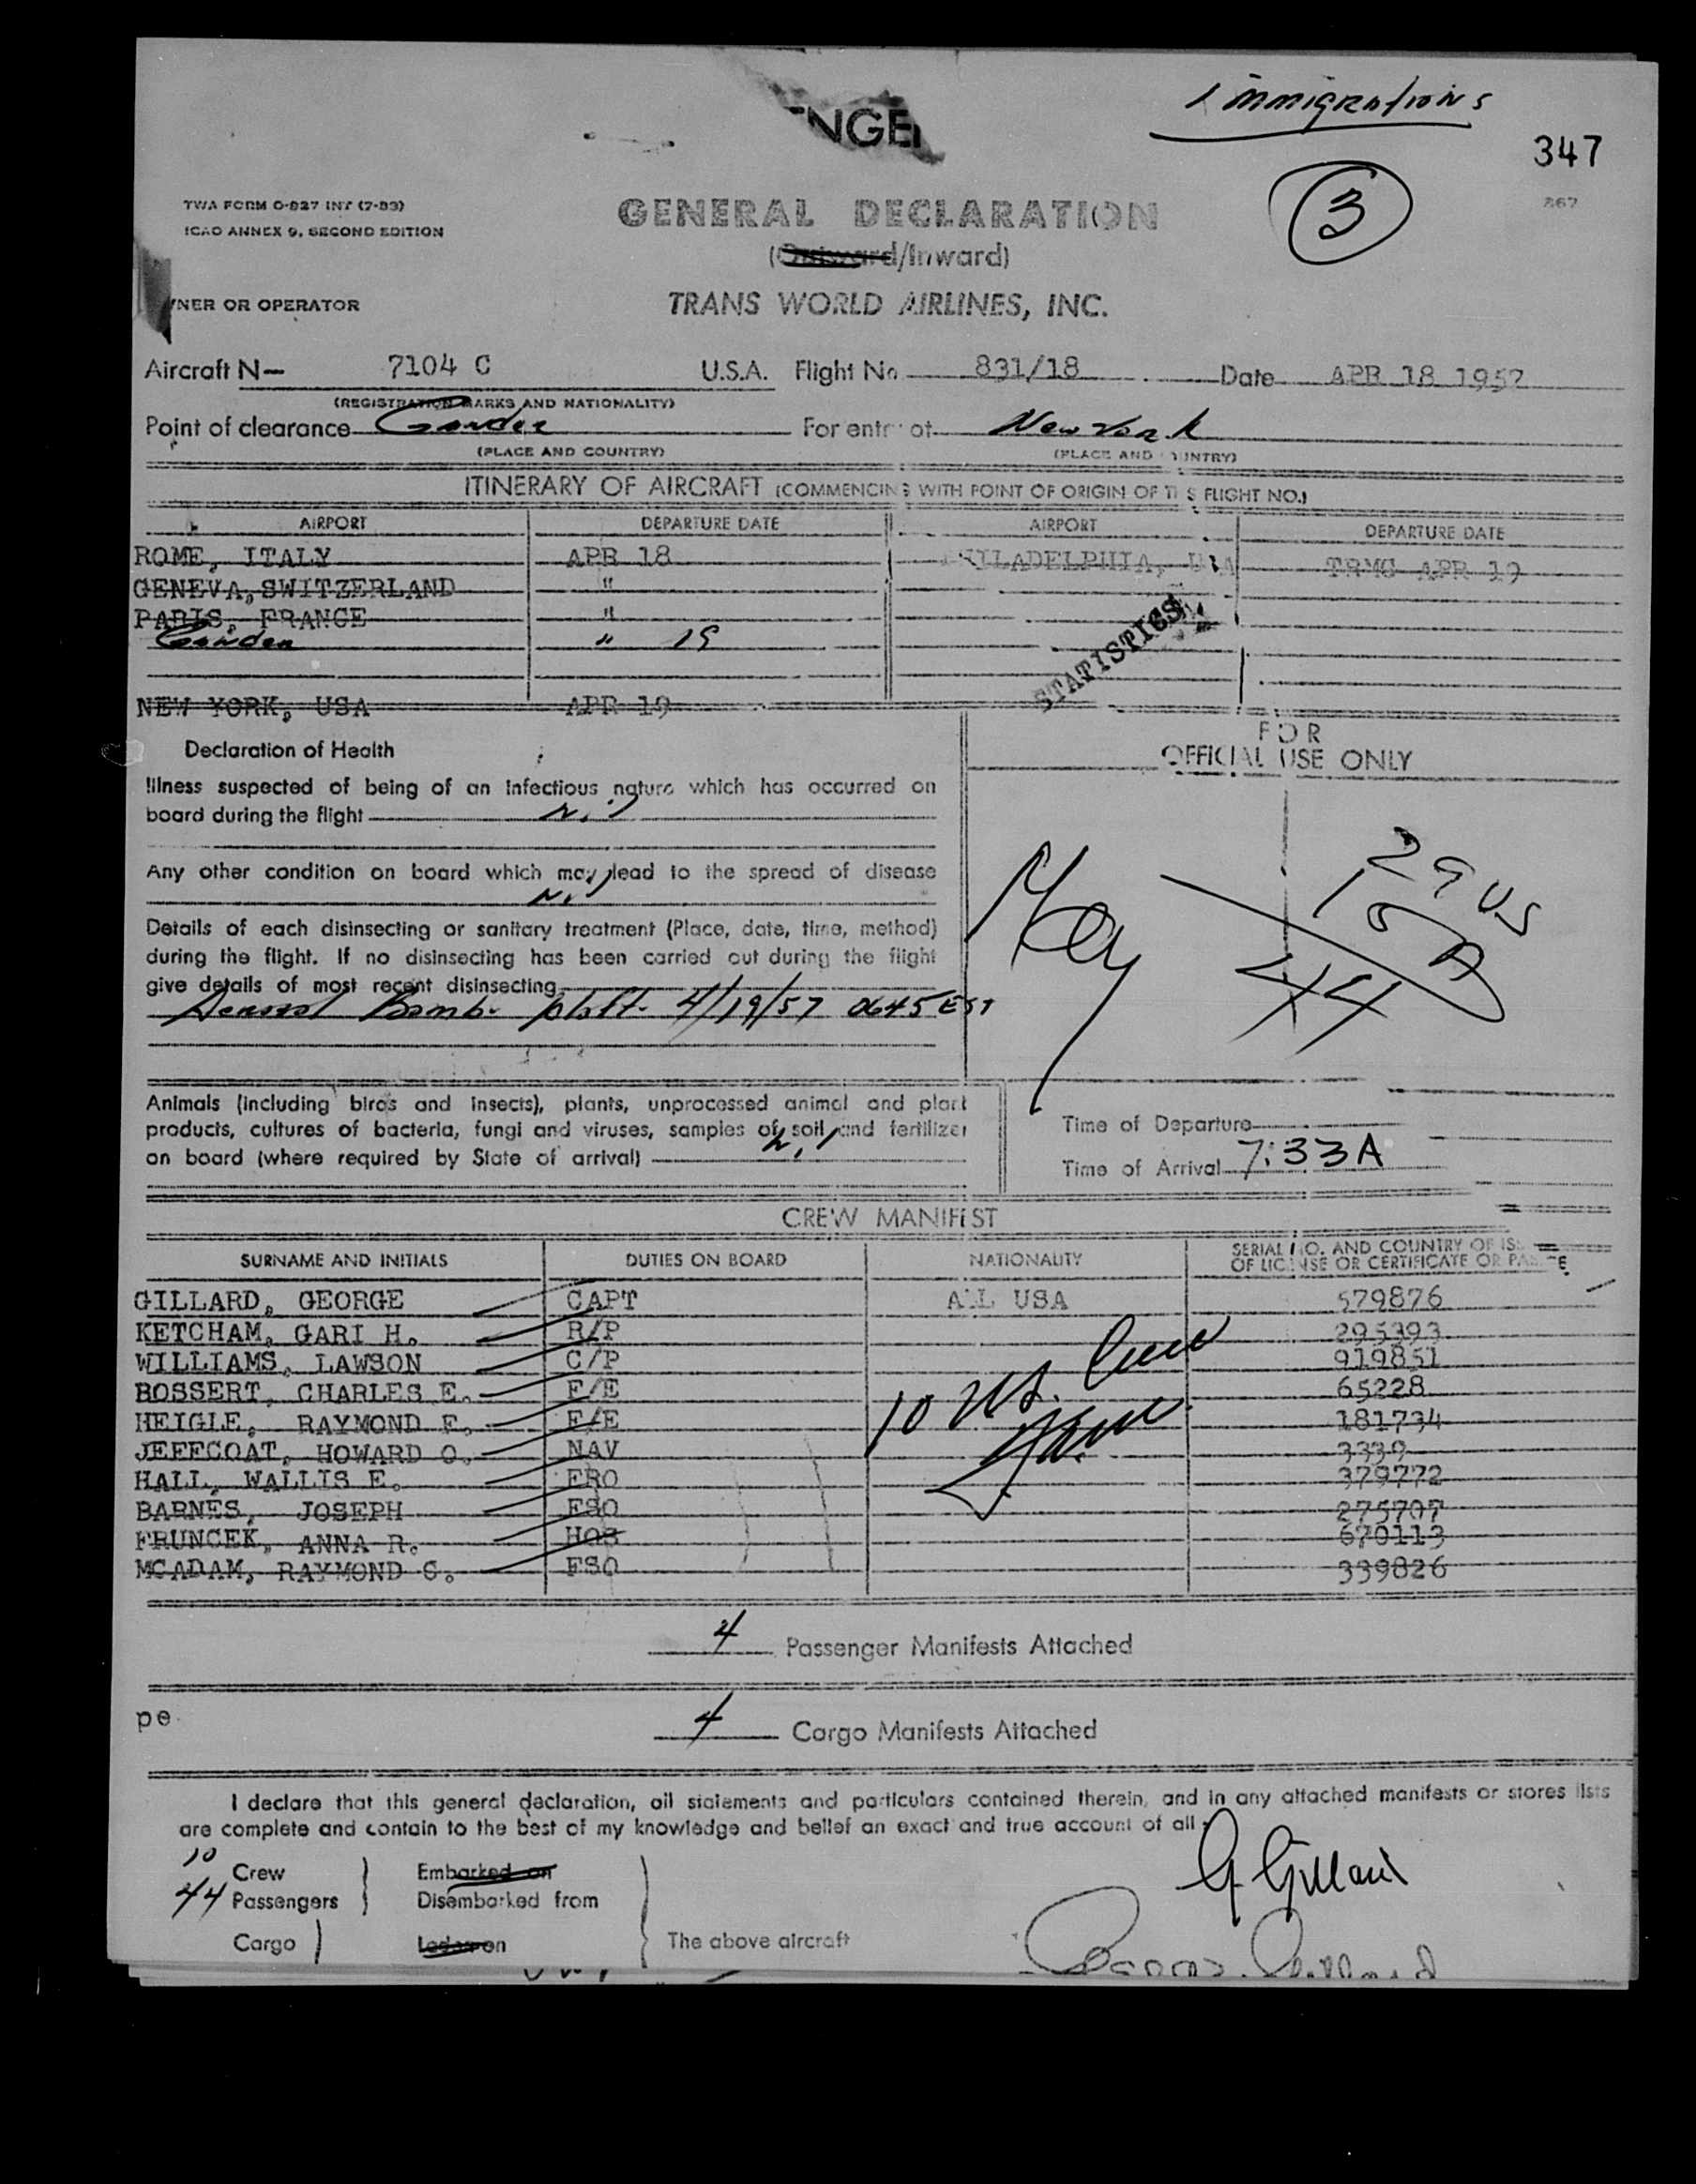 Immigrations
NGE
347
3
867
TWA FORM O-827 INT (7-53)
ICAO ANNEX 9, SECOND EDITION
GENERAL DECLARATION
(Outward/Inward)
NER OR OPERATOR
TRANS WORLD AIRLINES, INC.
Aircraft N— 7104 C U.S.A. Flight No 831/18 Date APR 18 1957
(REGISTRATION MARKS AND NATIONALITY)
Point of clearance Gander For entry at New York
(PLACE AND COUNTRY) (PLACE AND COUNTRY)
ITINERARY OF AIRCRAFT (COMMENCING WITH POINT OF ORIGIN OF THIS FLIGHT NO.)
AIRPORT DEPARTURE DATE AIRPORT DEPARTURE DATE
ROME, ITALY APR 18 PHILADELPHIA, USA TRMG APR 19
GENEVA, SWITZERLAND "
PARIS, FRANCE "
Gander " 19
STATISTICS
NEW YORK, USA APR 19
FOR
OFFICIAL USE ONLY
Declaration of Health
Illness suspected of being of an infectious nature which has occurred on
board during the flight Nil
Any other condition on board which may lead to the spread of disease
Nil
Details of each disinsecting or sanitary treatment (Place, date, time, method)
during the flight. If no disinsecting has been carried out during the flight
give details of most recent disinsecting
Aerosol Bomb 4/19/57 0645 EST
29 US
15 A
44
Animals (including birds and insects), plants, unprocessed animal and plant
products, cultures of bacteria, fungi and viruses, samples of soil and fertilizer
on board (where required by State of arrival) Nil
Time of Departure
Time of Arrival 7:33A
CREW MANIFEST
SURNAME AND INITIALS DUTIES ON BOARD NATIONALITY SERIAL NO. AND COUNTRY OF IS
OF LICENSE OR CERTIFICATE OR
GILLARD, GEORGE CAPT ALL USA 579876
KETCHAM, GARI H. R/P 295393
WILLIAMS, LAWSON C/P 919851
BOSSERT, CHARLES E. F/E 65228
HEIGLE, RAYMOND F. F/E 181734
JEFFCOAT, HOWARD O. NAV 3339
HALL, WALLIS E. FRO 379772
BARNES, JOSEPH FSO 275707
FRUNCEK, ANNA R. HOS 670113
MCADAM, RAYMOND C. FSO 339826
10 US. Crew
4 Passenger Manifests Attached
pe
4 Cargo Manifests Attached
I declare that this general declaration, all statements and particulars contained therein, and in any attached manifests or stores lists
are complete and contain to the best of my knowledge and belief an exact and true account of all
10 Crew Embarked on
44 Passengers Disembarked from
Cargo Laden on The above aircraft
G Gillard